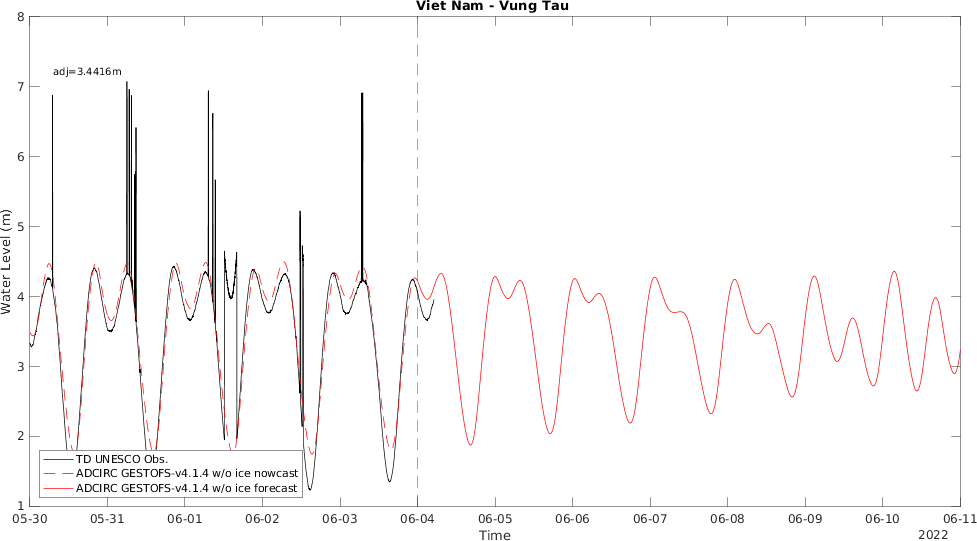 Viet Nam - Vung Tau
adj=3.4416m
Water Level (m)
8
7
6
5
4
3
2
1
TD UNESCO Obs.
ADCIRC GESTOFS-v4.1.4 w/o ice nowcast
ADCIRC GESTOFS-v4.1.4 w/o ice forecast
05-30 05-31 06-01 06-02 06-03 06-04 06-05 06-06 06-07 06-08 06-09 06-10 06-11
Time
2022